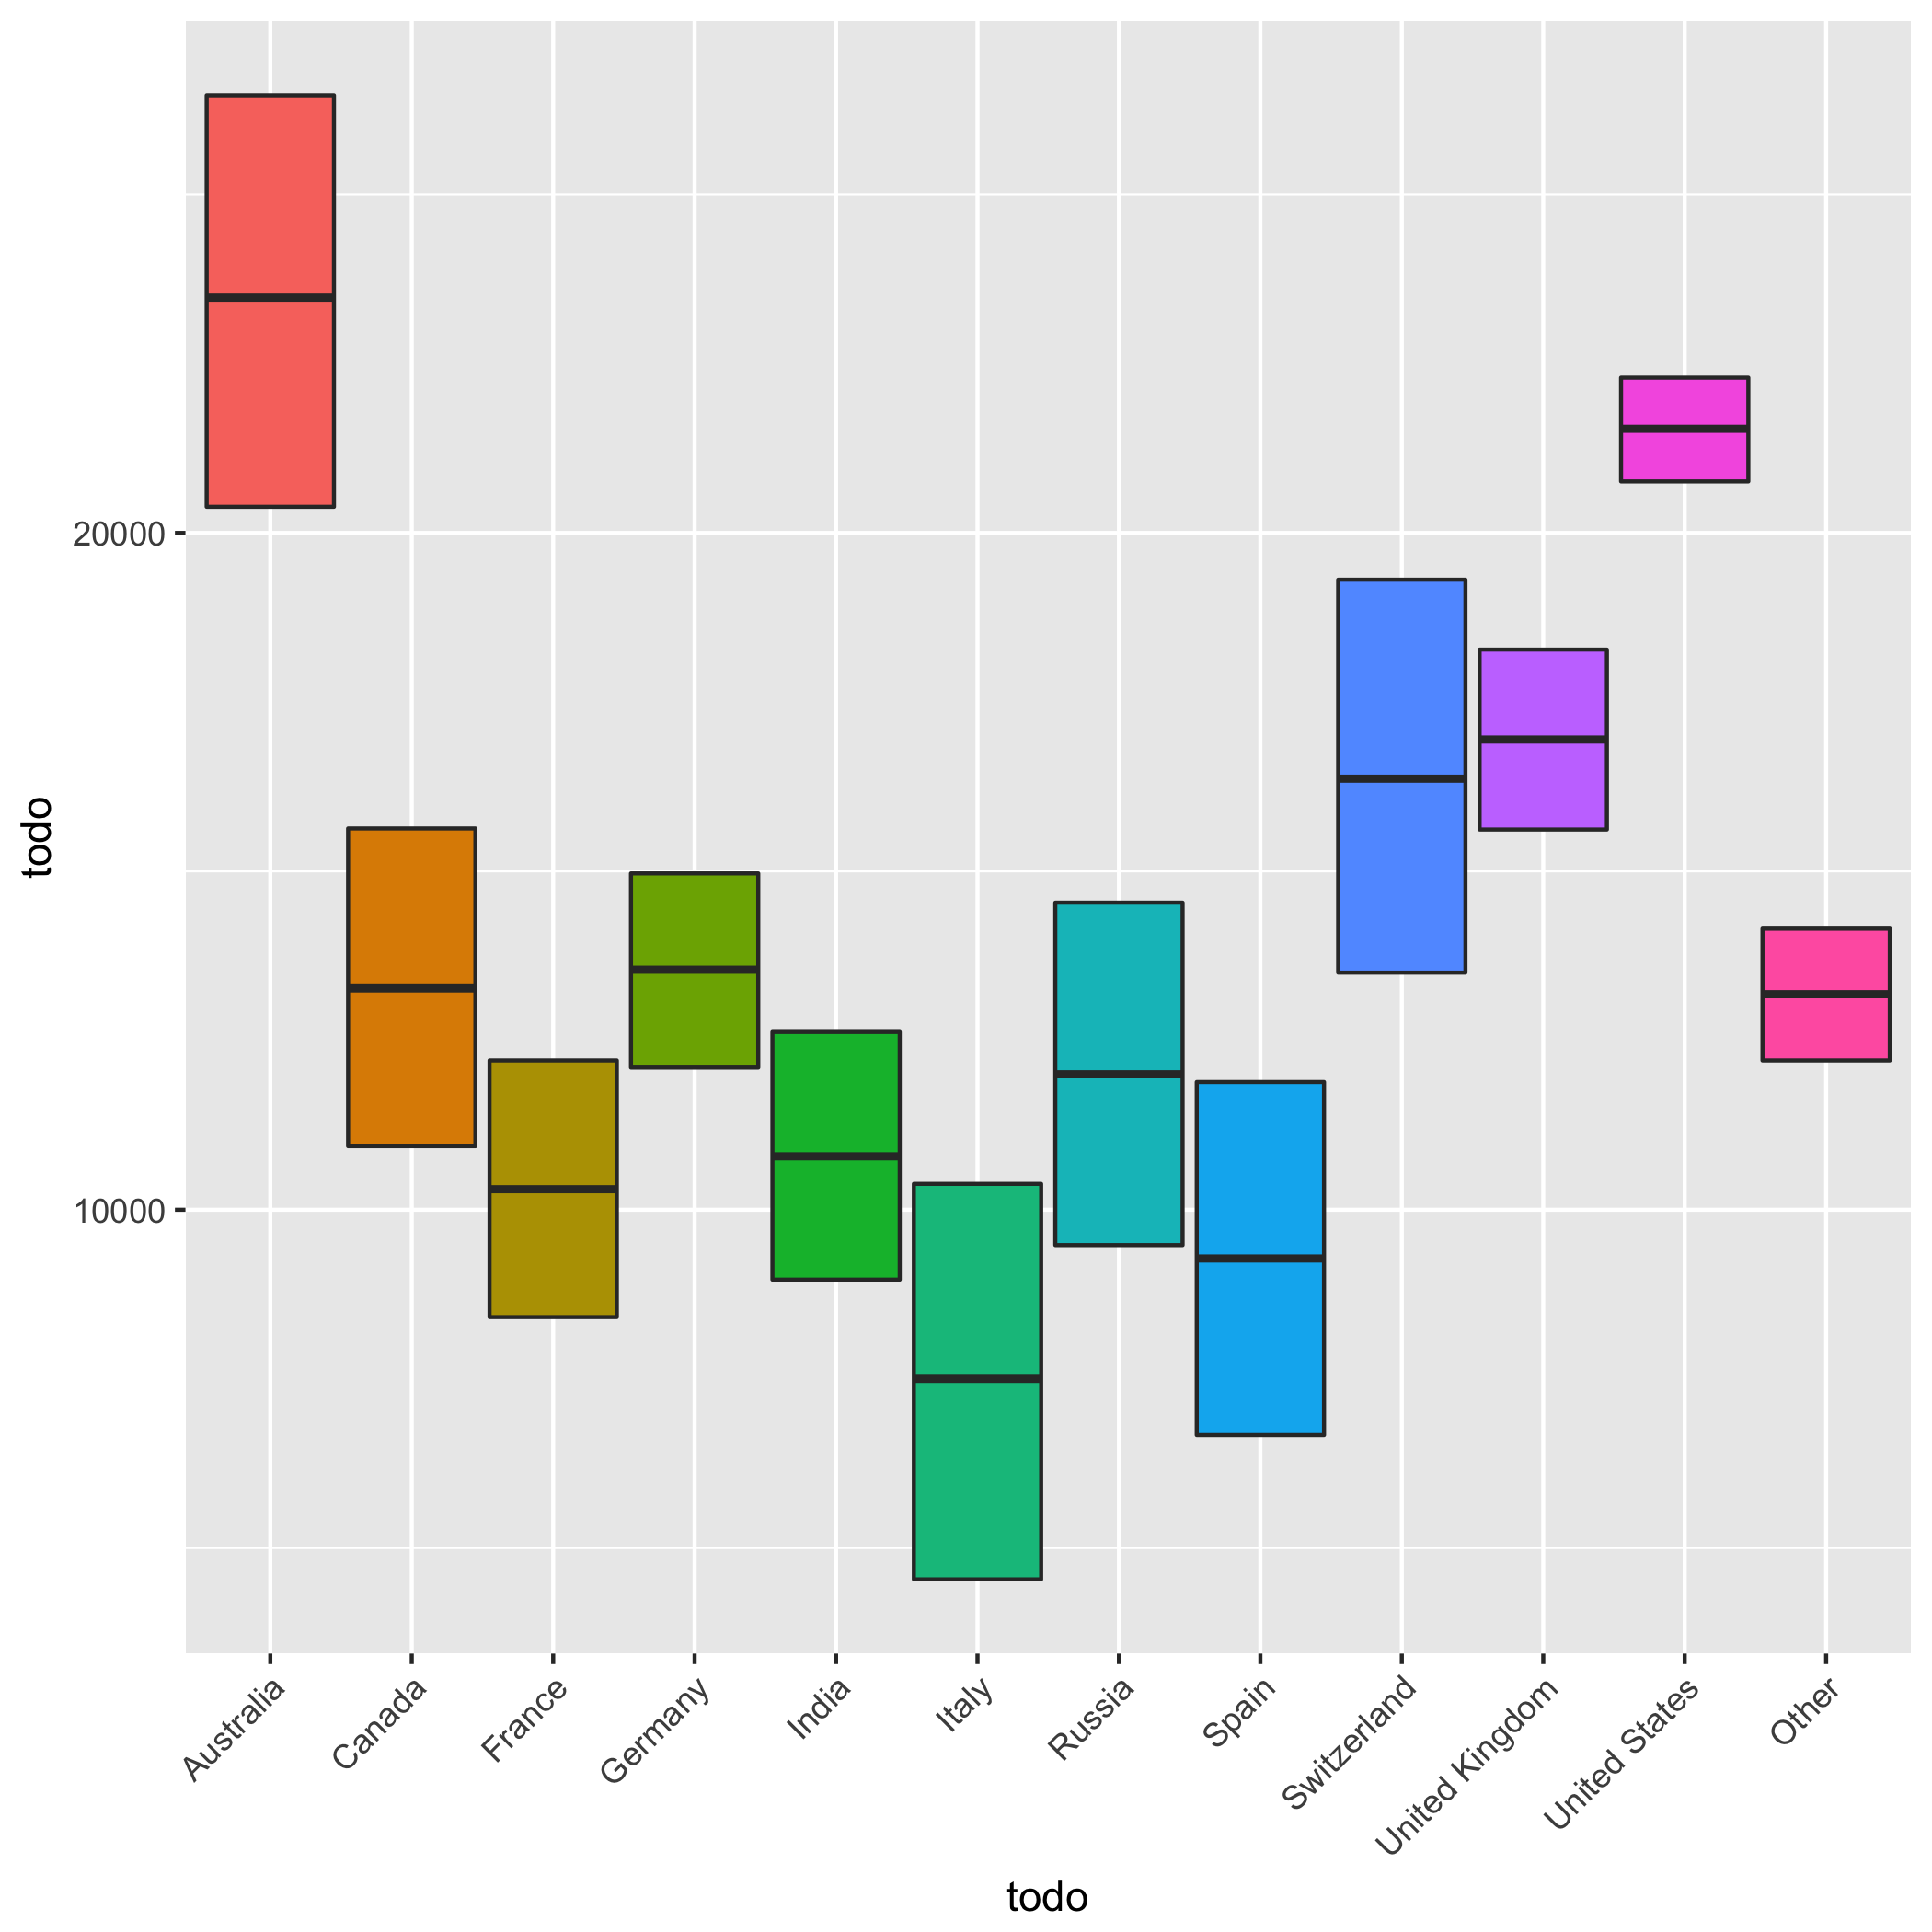 todo
20000
10000
Australia
Canada
France
Germany
India
Italy
Russia
Spain
Switzerland
United Kingdom
United States
Other
todo